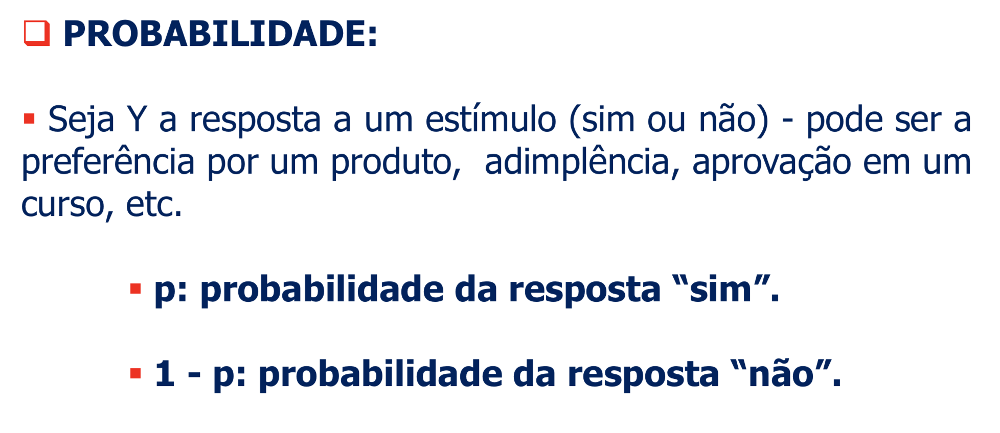 PROBABILIDADE:
Seja Y a resposta a um estímulo (sim ou não) - pode ser a
preferência por um produto,  adimplência, aprovação em um
curso, etc.
p: probabilidade da resposta “sim”.
1 - p: probabilidade da resposta “não”.